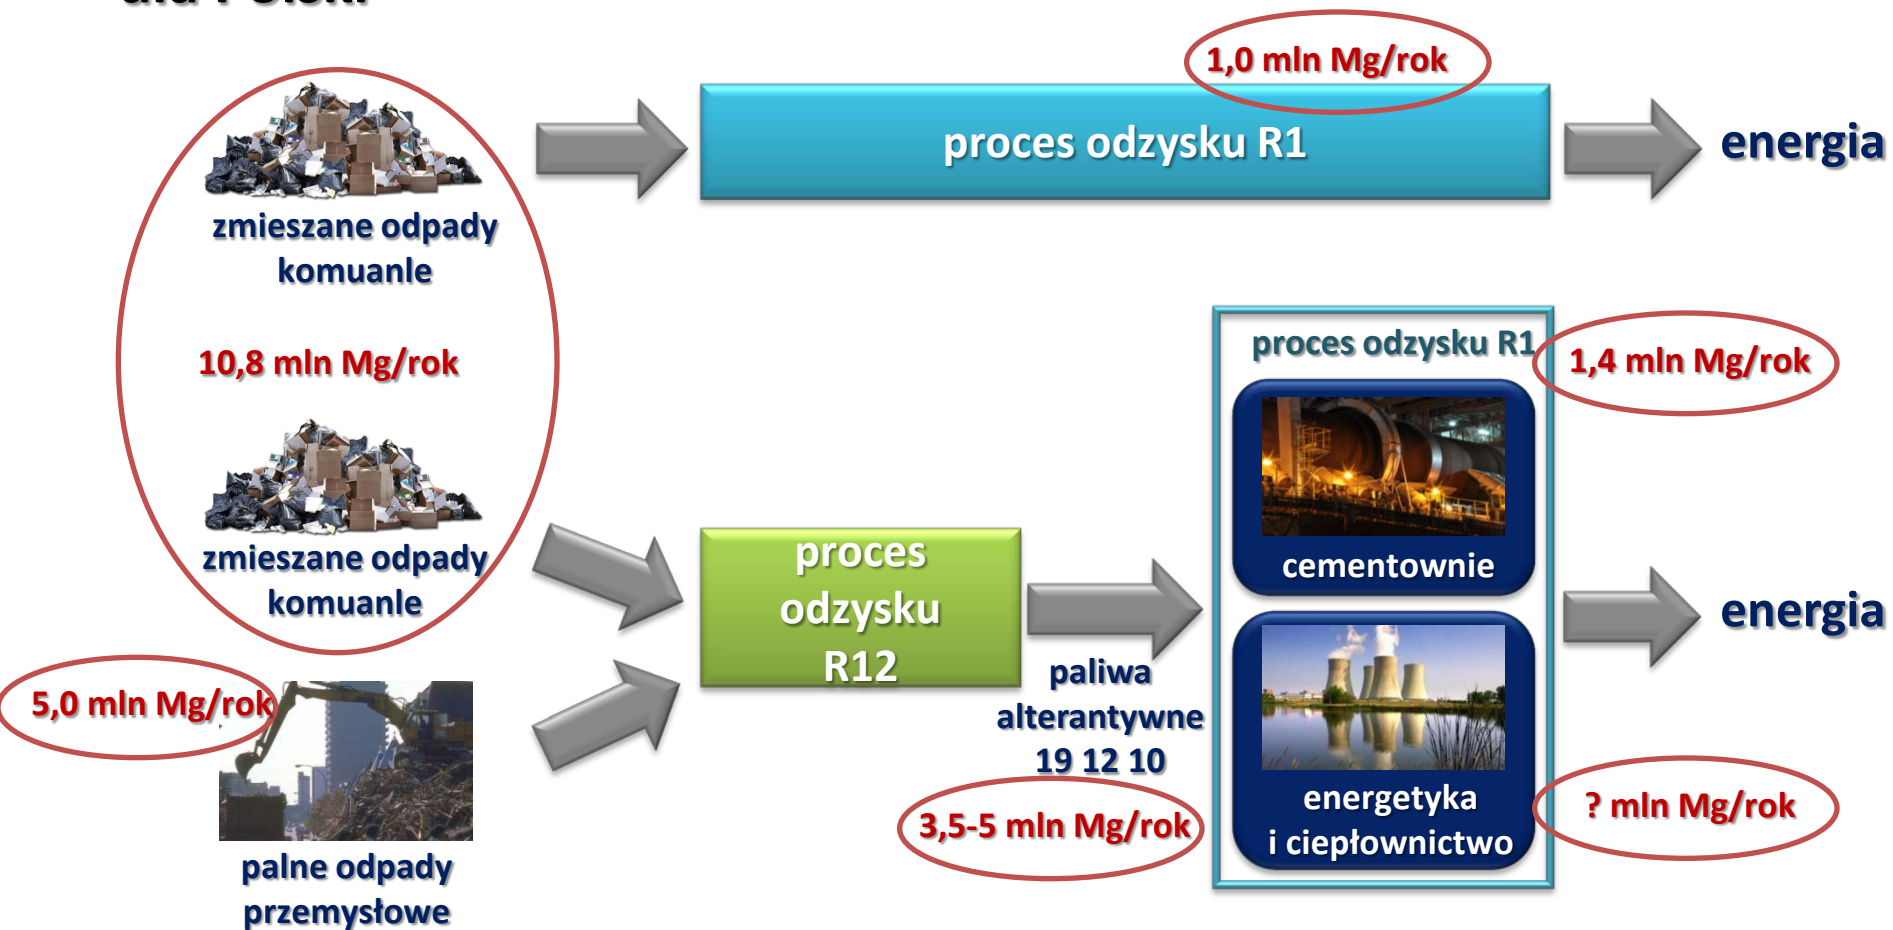 dla Polski
1,0 mln Mg/rok
proces odzysku R1
energia
zmieszane odpady
komuanle
10,8 mln Mg/rok
zmieszane odpady
komuanle
5,0 mln Mg/rok
palne odpady
przemysłowe
proces
odzysku
R12
paliwa
alterantywne
19 12 10
3,5-5 mln Mg/rok
proces odzysku R1
1,4 mln Mg/rok
cementownie
energetyka
i ciepłownictwo
? mln Mg/rok
energia